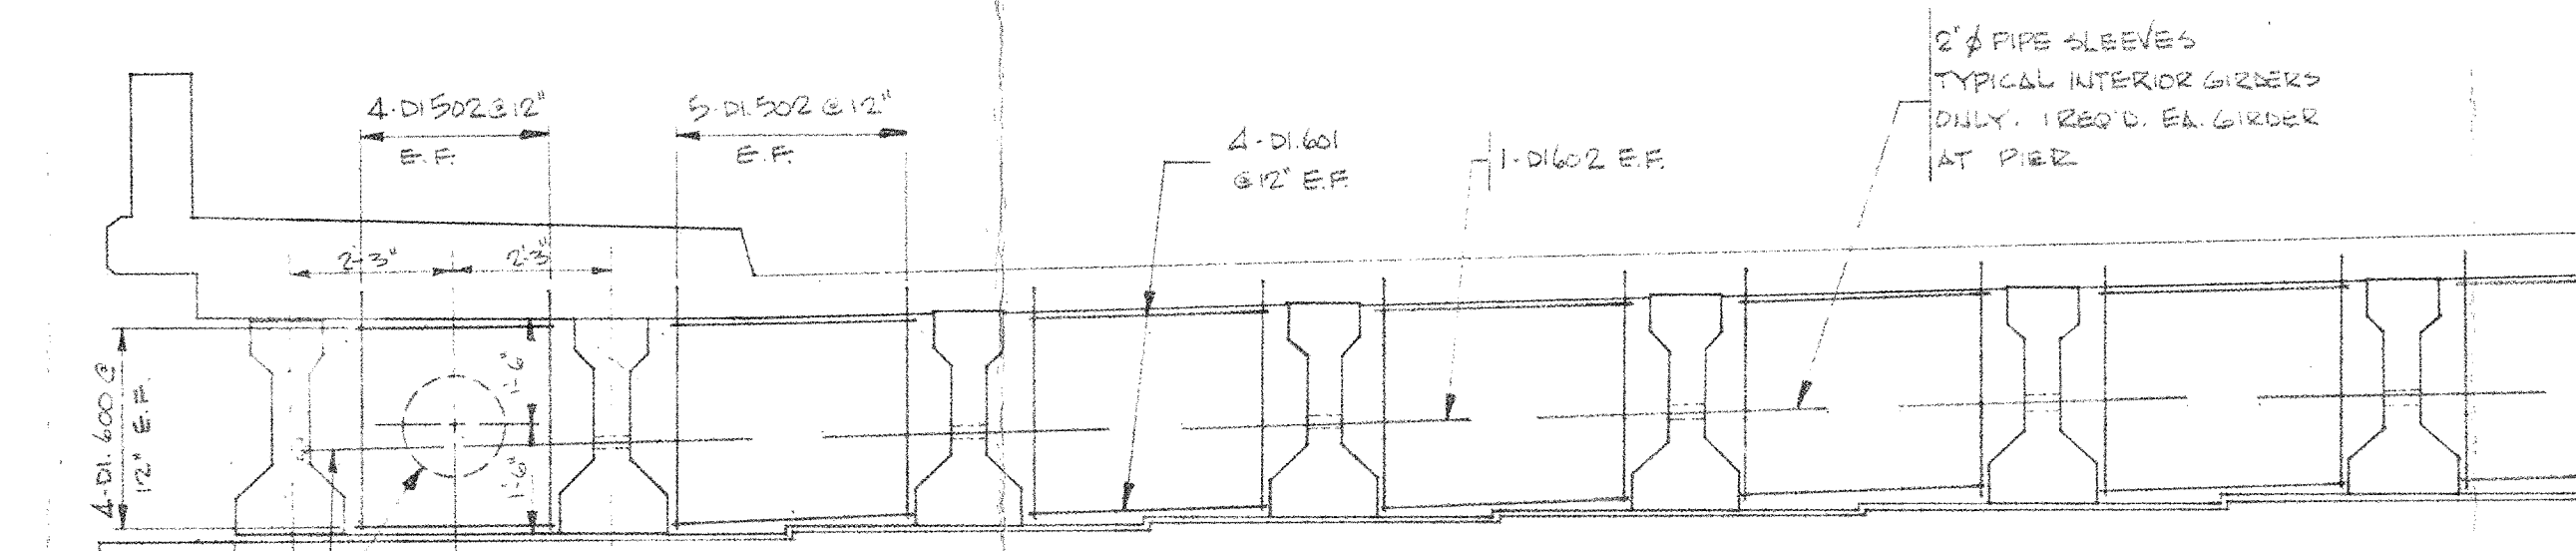 2"ø PIPE SLEEVES
TYPICAL INTERIOR GIRDERS
ONLY. 1 REQ'D. EA. GIRDER
AT PIER
4-D1502@12"
E.F.
5-D1.502@12"
E.F.
4-D1.601
@12" E.F.
1-D1602 E.F.
2'-3"
2'-3"
1'-6"
1'-6"
4-D1.600@
12" E.F.